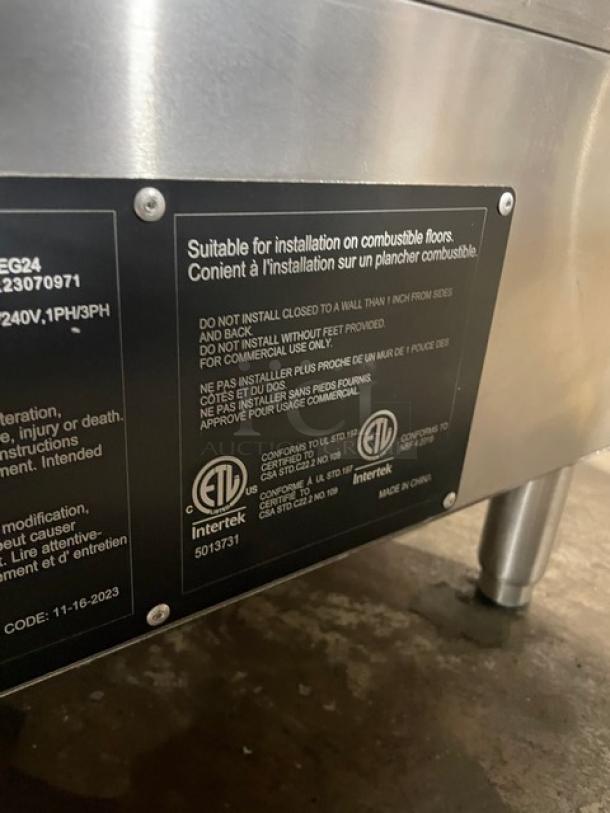 EG24
.23070971
/240V,1PH/3PH
teration,
e, injury or death.
nstructions
ment. Intended
modification,
peut causer
t. Lire attentive-
ement et d' entretien
CODE: 11-16-2023
Suitable for installation on combustible floors.
Conient à l'installation sur un plancher combustible.
DO NOT INSTALL CLOSED TO A WALL THAN 1 INCH FROM SIDES
AND BACK.
DO NOT INSTALL WITHOUT FEET PROVIDED.
FOR COMMERCIAL USE ONLY.
NE PAS INSTALLLER PLUS PROCHE DE UN MUR DE 1 POUCE DES
CÔTÉS ET DU DOS.
NE PAS INSTALLER SANS PIEDS FOURNIS.
APPROVÉ POUR USAGE COMMERCIAL.
C ETL US
Intertek
5013731
CONFORMS TO UL STD.197
CERTIFIED TO
CSA STD.C22.2 NO.109
CONFORME À UL STD.197
CERITIFIE TO
CSA STD.C22.2 NO.109
ETL
Intertek
CONFORMS TO
NSF 4 2019
MADE IN CHINA